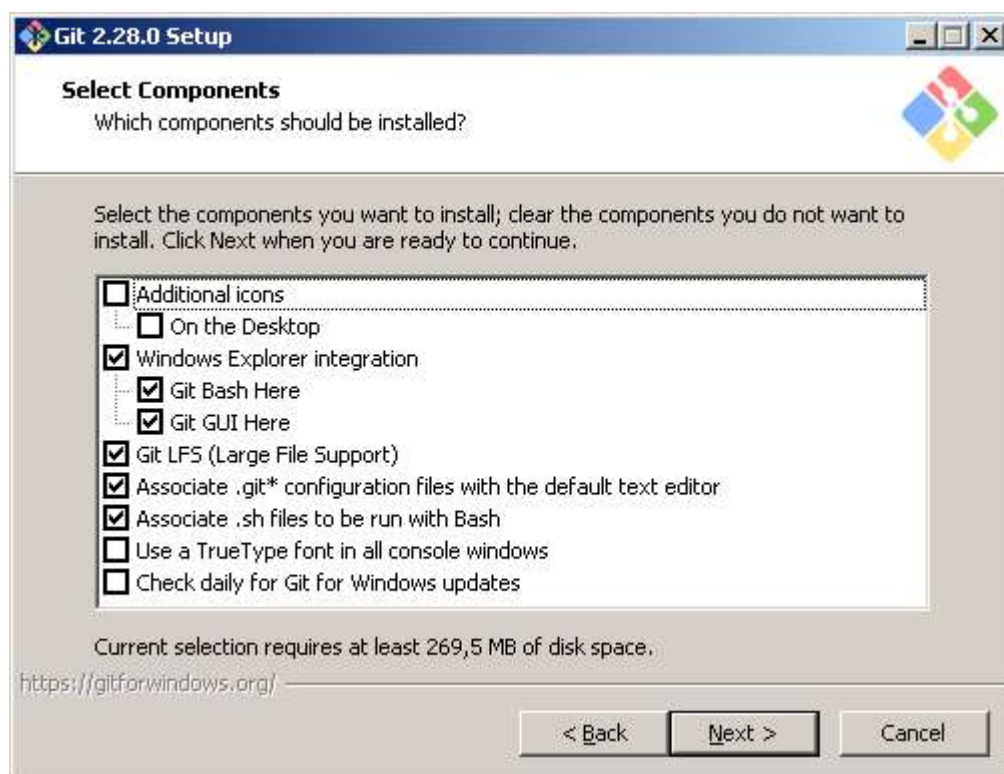 Git 2.28.0 Setup
Select Components
Which components should be installed?
Select the components you want to install; clear the components you do not want to
install. Click Next when you are ready to continue.
Additional icons
On the Desktop
Windows Explorer integration
Git Bash Here
Git GUI Here
Git LFS (Large File Support)
Associate .git* configuration files with the default text editor
Associate .sh files to be run with Bash
Use a TrueType font in all console windows
Check daily for Git for Windows updates
Current selection requires at least 269,5 MB of disk space.
https://gitforwindows.org/
< Back
Next >
Cancel